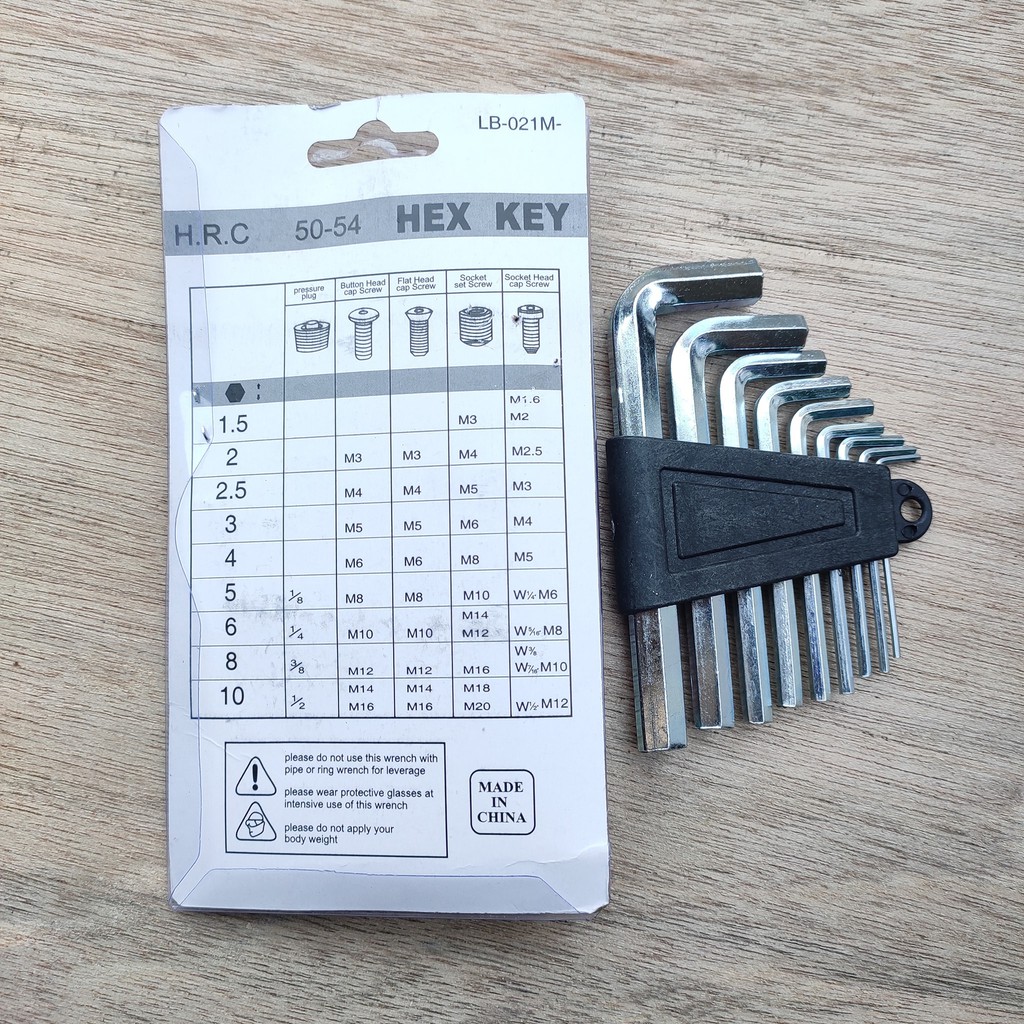 LB-021M-
H.R.C 50-54 HEX KEY
pressure plug Button Head cap Screw Flat Head cap Screw Socket set Screw Socket Head cap Screw
M1.6
1.5 M3 M2
2 M3 M3 M4 M2.5
2.5 M4 M4 M5 M3
3 M5 M5 M6 M4
4 M6 M6 M8 M5
5 1/8 M8 M8 M10 W1/4" M6
M14
6 1/4 M10 M10 M12 W5/16" M8
W3/8
8 3/8 M12 M12 M16 W7/16" M10
M14 M14 M18
10 1/2 M16 M16 M20 W1/2" M12
please do not use this wrench with
pipe or ring wrench for leverage
please wear protective glasses at
intensive use of this wrench
please do not apply your
body weight
MADE
IN
CHINA